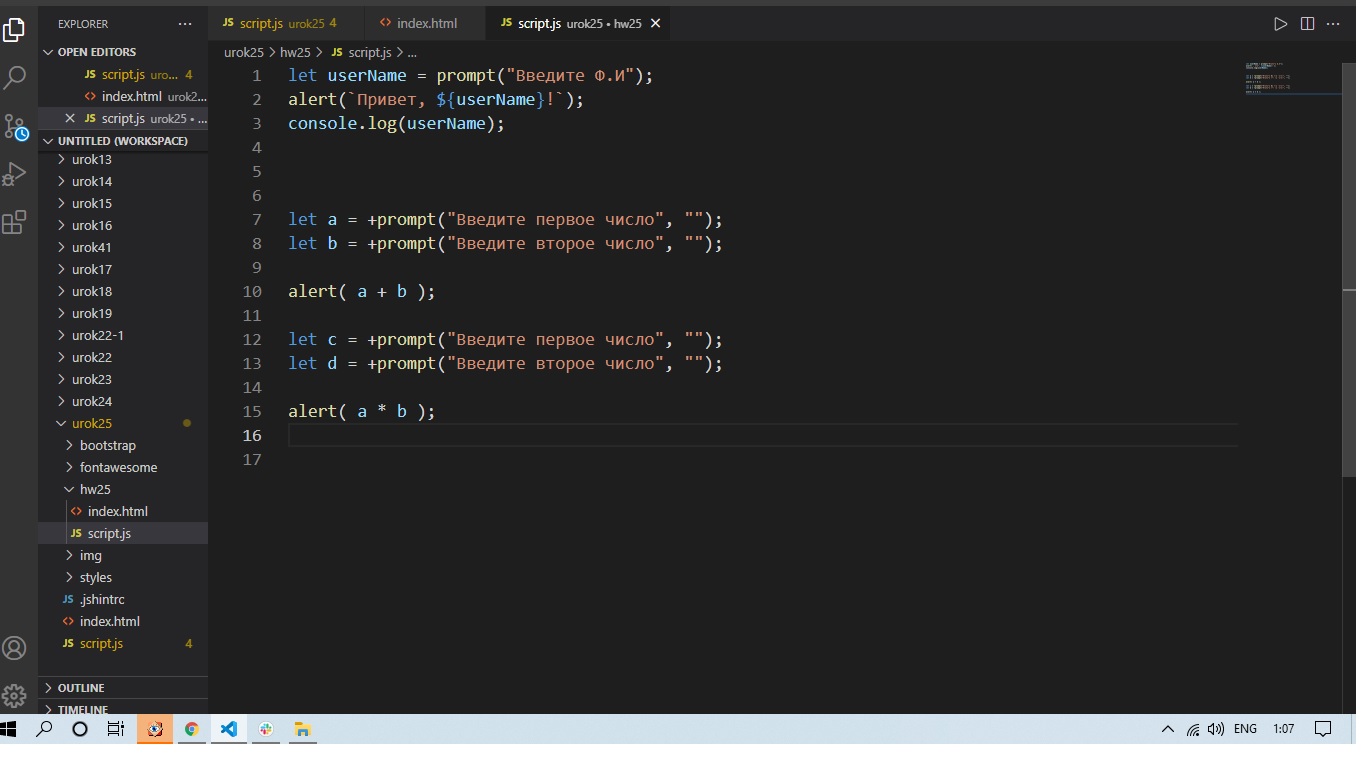 EXPLORER
OPEN EDITORS
JS script.js uro... 4
<> index.html urok2...
JS script.js urok25 • ...
UNTITLED (WORKSPACE)
urok13
urok14
urok15
urok16
urok41
urok17
urok18
urok19
urok22-1
urok22
urok23
urok24
urok25
bootstrap
fontawesome
hw25
<> index.html
JS script.js
img
styles
JS .jshintrc
<> index.html
JS script.js 4
OUTLINE
TIMELINE
JS script.js urok25 4
<> index.html
JS script.js urok25 • hw25
urok25 > hw25 > JS script.js > ...
1 let userName = prompt("Введите Ф.И");
2 alert(`Привет, ${userName}!`);
3 console.log(userName);
4
5
6
7 let a = +prompt("Введите первое число", "");
8 let b = +prompt("Введите второе число", "");
9
10 alert( a + b );
11
12 let c = +prompt("Введите первое число", "");
13 let d = +prompt("Введите второе число", "");
14
15 alert( a * b );
16
17
ENG 1:07